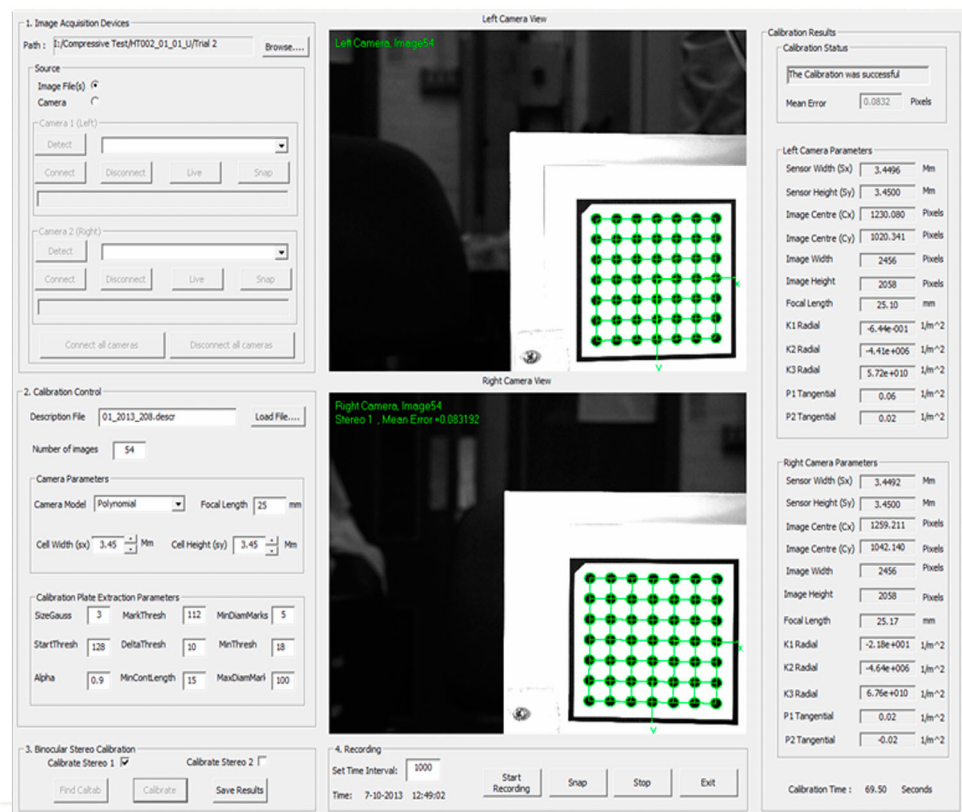 1. Image Acquisition Devices
Path : I:/Compressive Test/HT002_01_01_U/Trial 2 Browse....
Source
Image File(s)
Camera
Camera 1 (Left)
Detect
Connect Disconnect Live Snap
Camera 2 (Right)
Detect
Connect Disconnect Live Snap
Connect all cameras Disconnect all cameras
2. Calibration Control
Description File 01_2013_208.descr Load File....
Number of images 54
Camera Parameters
Camera Model Polynomial Focal Length 25 mm
Cell Width (sx) 3.45 Mm Cell Height (sy) 3.45 Mm
Calibration Plate Extraction Parameters
SizeGauss 3 MarkThresh 112 MinDiamMarks 5
StartThresh 128 DeltaThresh 10 MinThresh 18
Alpha 0.9 MinContLength 15 MaxDiamMark 100
3. Binocular Stereo Calibration
Calibrate Stereo 1 Calibrate Stereo 2
Find Caltab Calibrate Save Results
Left Camera View
Left Camera, Image54
x
y
Right Camera View
Right Camera, Image54
Stereo 1 , Mean Error =0.083192
x
y
4. Recording
Set Time Interval: 1000
Start Recording Snap Stop Exit
Time: 7-10-2013 12:49:02
Calibration Results
Calibration Status
The Calibration was successful
Mean Error 0.0832 Pixels
Left Camera Parameters
Sensor Width (Sx) 3.4496 Mm
Sensor Height (Sy) 3.4500 Mm
Image Centre (Cx) 1230.080 Pixels
Image Centre (Cy) 1020.341 Pixels
Image Width 2456 Pixels
Image Height 2058 Pixels
Focal Length 25.10 mm
K1 Radial -6.44e-001 1/m^2
K2 Radial -4.41e+006 1/m^2
K3 Radial 5.72e+010 1/m^2
P1 Tangential 0.06 1/m^2
P2 Tangential 0.02 1/m^2
Right Camera Parameters
Sensor Width (Sx) 3.4492 Mm
Sensor Height (Sy) 3.4500 Mm
Image Centre (Cx) 1259.211 Pixels
Image Centre (Cy) 1042.140 Pixels
Image Width 2456 Pixels
Image Height 2058 Pixels
Focal Length 25.17 mm
K1 Radial -2.18e+001 1/m^2
K2 Radial -4.64e+006 1/m^2
K3 Radial 6.76e+010 1/m^2
P1 Tangential 0.02 1/m^2
P2 Tangential -0.02 1/m^2
Calibration Time : 69.50 Seconds